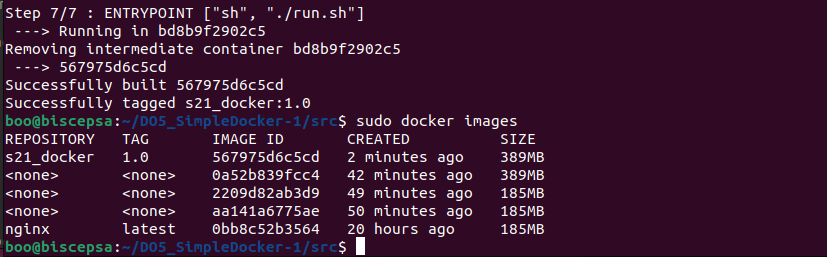 Step 7/7 : ENTRYPOINT ["sh", "./run.sh"]
 ---> Running in bd8b9f2902c5
Removing intermediate container bd8b9f2902c5
 ---> 567975d6c5cd
Successfully built 567975d6c5cd
Successfully tagged s21_docker:1.0
boo@biscepsa:~/DO5_SimpleDocker-1/src$ sudo docker images
REPOSITORY   TAG       IMAGE ID       CREATED          SIZE
s21_docker   1.0       567975d6c5cd   2 minutes ago    389MB
<none>       <none>    0a52b839fcc4   42 minutes ago   389MB
<none>       <none>    2209d82ab3d9   49 minutes ago   185MB
<none>       <none>    aa141a6775ae   50 minutes ago   185MB
nginx        latest    0bb8c52b3564   20 hours ago     185MB
boo@biscepsa:~/DO5_SimpleDocker-1/src$